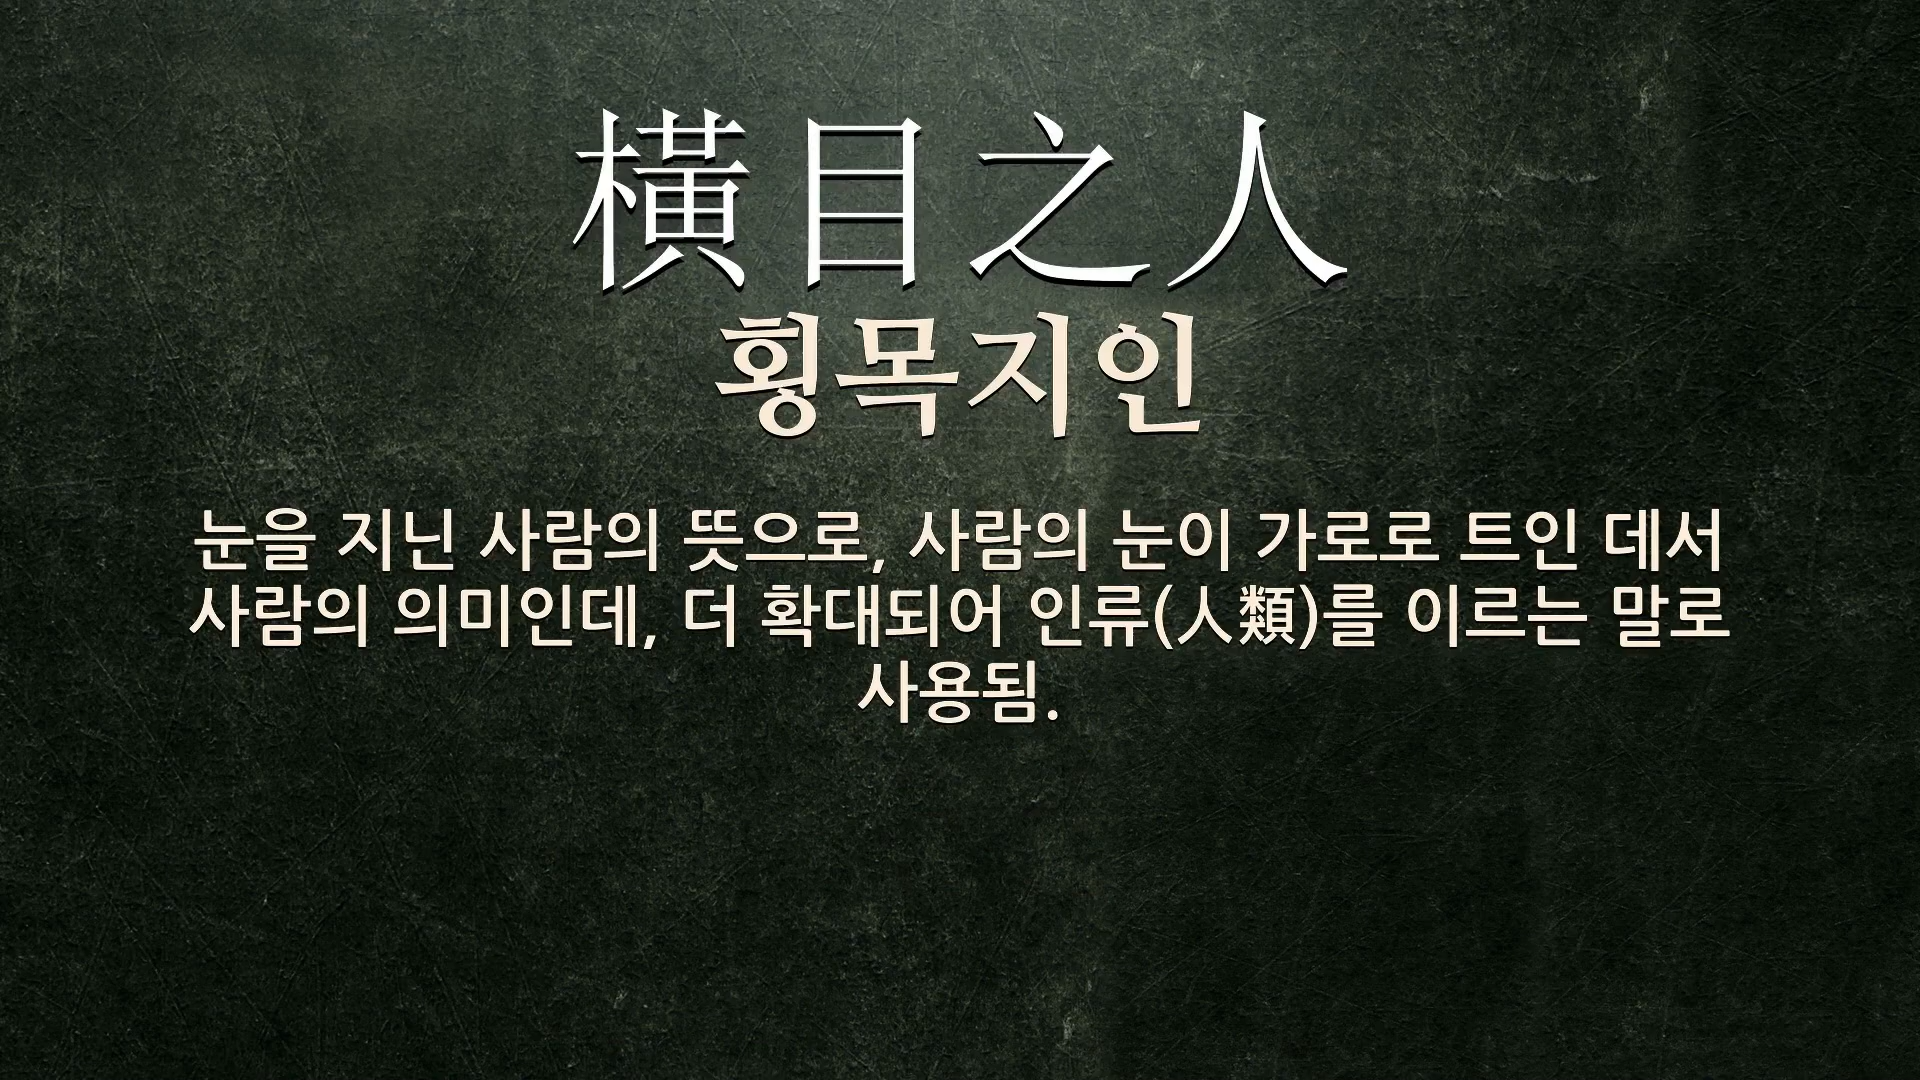 橫目之人
횡목지인
눈을 지닌 사람의 뜻으로, 사람의 눈이 가로로 트인 데서
사람의 의미인데, 더 확대되어 인류(人類)를 이르는 말로
사용됨.